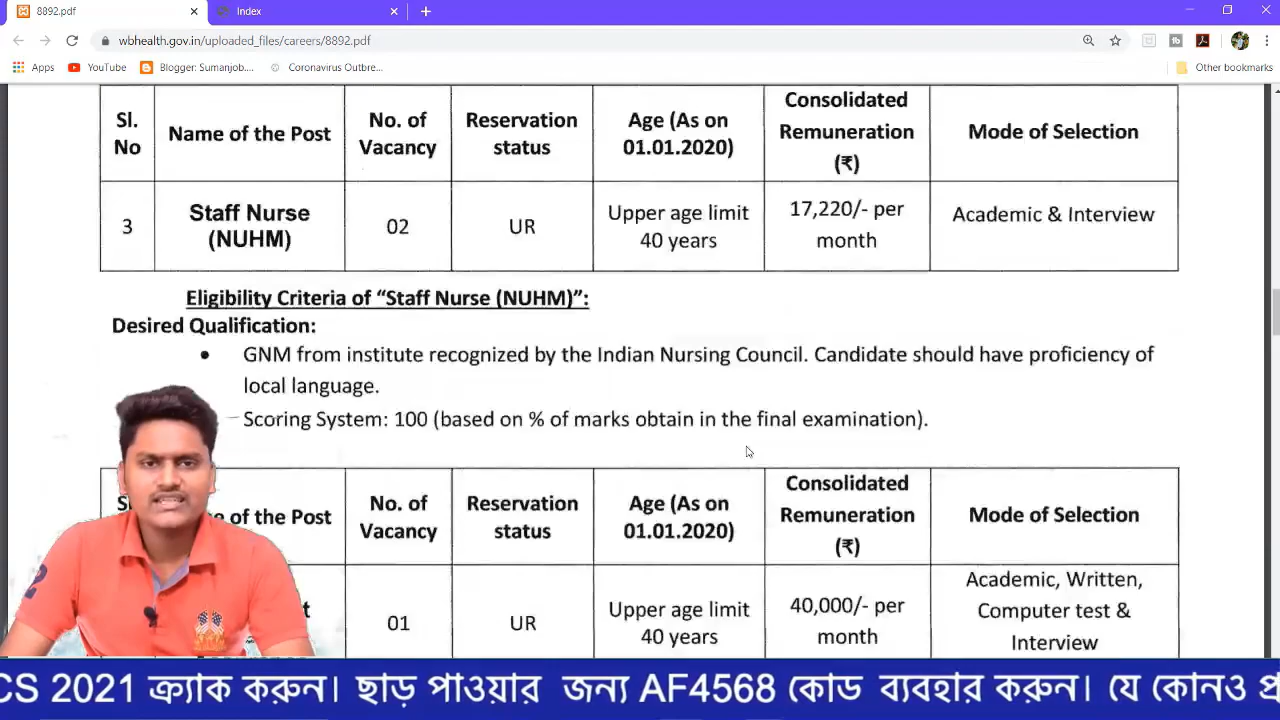 8892.pdf
Index
wbhealth.gov.in/uploaded_files/careers/8892.pdf
Apps
YouTube
Blogger: Sumanjob....
Coronavirus Outbre...
Other bookmarks
Sl. No
Name of the Post
No. of Vacancy
Reservation status
Age (As on 01.01.2020)
Consolidated Remuneration (₹)
Mode of Selection
3
Staff Nurse (NUHM)
02
UR
Upper age limit 40 years
17,220/- per month
Academic & Interview
Eligibility Criteria of “Staff Nurse (NUHM)”:
Desired Qualification:
• GNM from institute recognized by the Indian Nursing Council. Candidate should have proficiency of
local language.
Scoring System: 100 (based on % of marks obtain in the final examination).
of the Post
No. of Vacancy
Reservation status
Age (As on 01.01.2020)
Consolidated Remuneration (₹)
Mode of Selection
01
UR
Upper age limit 40 years
40,000/- per month
Academic, Written, Computer test & Interview
CS 2021 ক্র্যাক করুন। ছাড় পাওয়ার জন্য AF4568 কোড ব্যবহার করুন। যে কোনও প্র